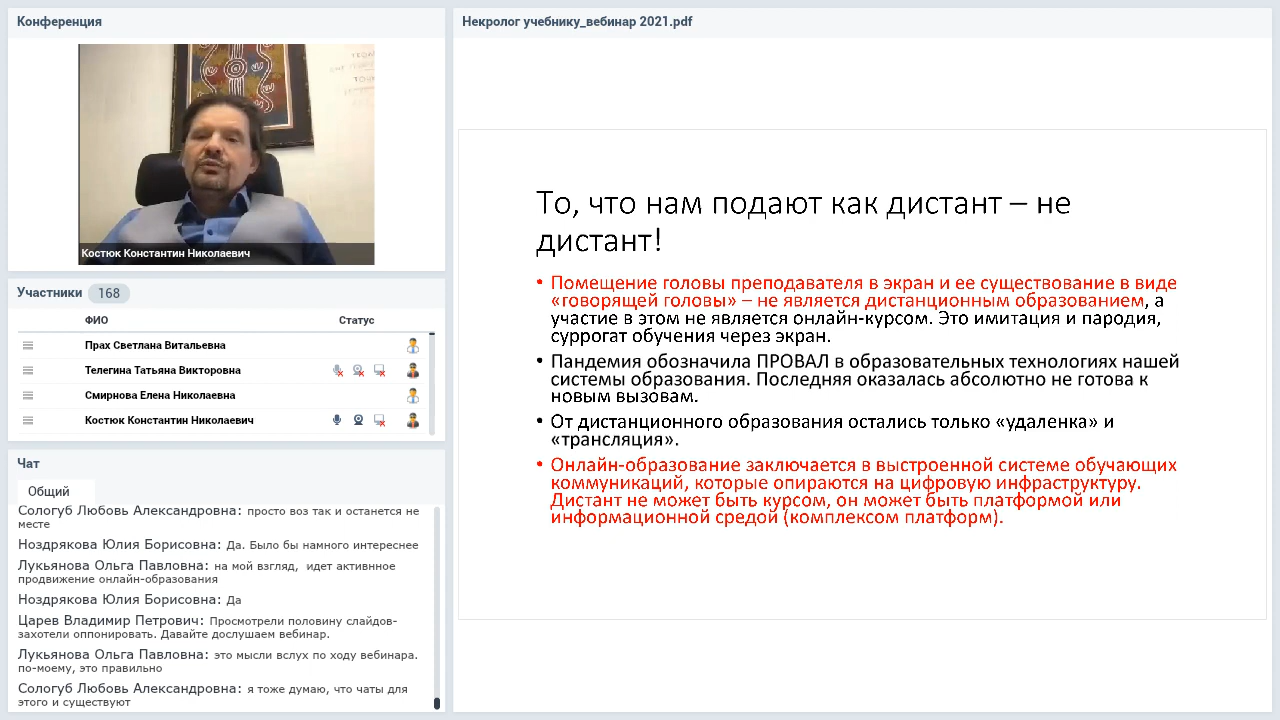 Конференция
Костюк Константин Николаевич
Участники 168
ФИО Статус
Прах Светлана Витальевна
Телегина Татьяна Викторовна
Смирнова Елена Николаевна
Костюк Константин Николаевич
Чат
Общий
Сологуб Любовь Александровна: просто воз так и останется не
месте
Ноздрякова Юлия Борисовна: Да. Было бы намного интереснее
Лукьянова Ольга Павловна: на мой взгляд, идет активнное
продвижение онлайн-образования
Ноздрякова Юлия Борисовна: Да
Царев Владимир Петрович: Просмотрели половину слайдов-
захотели оппонировать. Давайте дослушаем вебинар.
Лукьянова Ольга Павловна: это мысли вслух по ходу вебинара.
по-моему, это правильно
Сологуб Любовь Александровна: я тоже думаю, что чаты для
этого и существуют
Некролог учебнику_вебинар 2021.pdf
То, что нам подают как дистант – не
дистант!
• Помещение головы преподавателя в экран и ее существование в виде
«говорящей головы» – не является дистанционным образованием, а
участие в этом не является онлайн-курсом. Это имитация и пародия,
суррогат обучения через экран.
• Пандемия обозначила ПРОВАЛ в образовательных технологиях нашей
системы образования. Последняя оказалась абсолютно не готова к
новым вызовам.
• От дистанционного образования остались только «удаленка» и
«трансляция».
• Онлайн-образование заключается в выстроенной системе обучающих
коммуникаций, которые опираются на цифровую инфраструктуру.
Дистант не может быть курсом, он может быть платформой или
информационной средой (комплексом платформ).